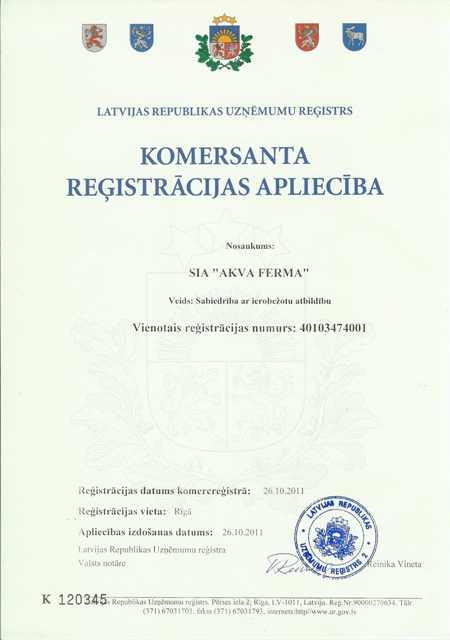 LATVIJAS REPUBLIKAS UZŅĒMUMU REĢISTRS
KOMERSANTA
REĢISTRĀCIJAS APLIECĪBA
Nosaukums:
SIA "AKVA FERMA"
Veids: Sabiedrība ar ierobežotu atbildību
Vienotais reģistrācijas numurs: 40103474001
Reģistrācijas datums komercreģistrā: 26.10.2011
Reģistrācijas vieta: Rīgā
Apliecības izdošanas datums: 26.10.2011
Latvijas Republikas Uzņēmumu reģistra
Valsts notāre
Reinika Vineta
LATVIJAS REPUBLIKAS
UZŅĒMUMU REĢISTRS 2
K 120345
Latvijas Republikas Uzņēmumu reģistrs. Pērses iela 2, Rīga, LV-1011, Latvija. Reģ.Nr.90000270634. Tālr.
(371) 67031703, fakss (371) 67031793, internets:http//www.ur.gov.lv